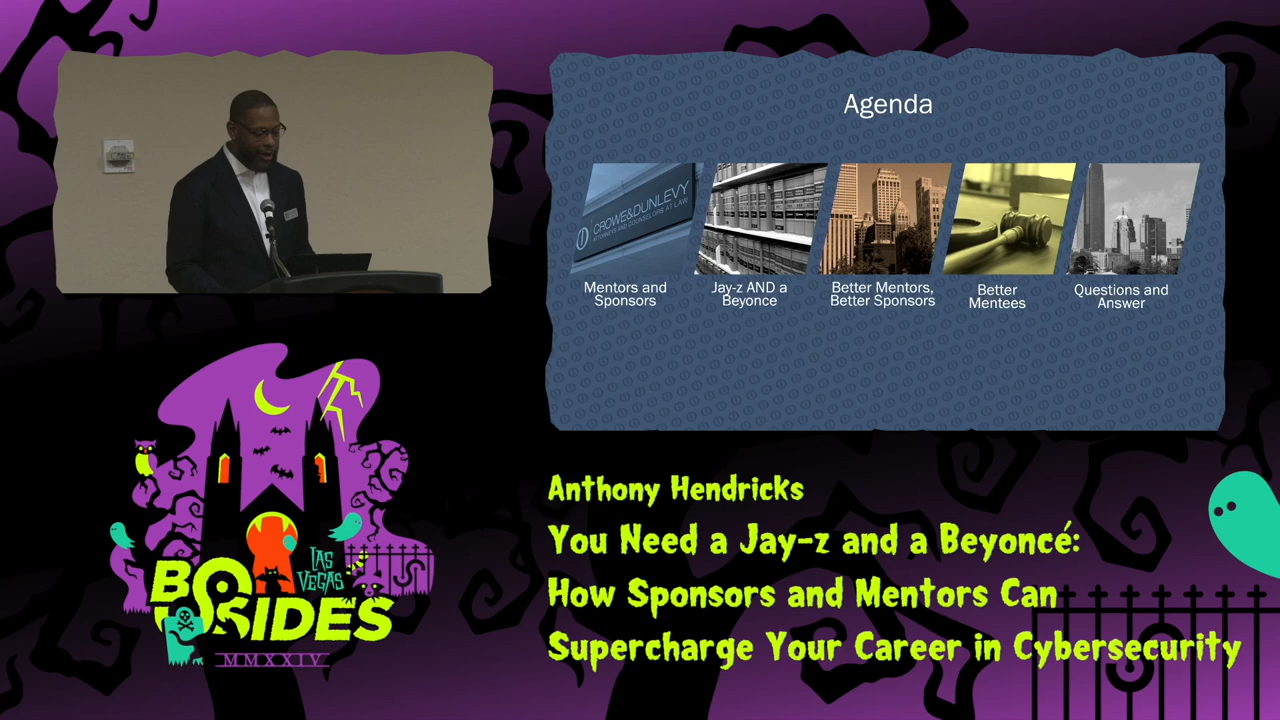 Agenda
CROWE&DUNLEVY
ATTORNEYS AND COUNSELORS AT LAW
Mentors and
Sponsors
Jay-z AND a
Beyonce
Better Mentors,
Better Sponsors
Better
Mentees
Questions and
Answer
LAS
VEGAS
BSIDES
MMXXIV
Anthony Hendricks
You Need a Jay-z and a Beyoncé:
How Sponsors and Mentors Can
Supercharge Your Career in Cybersecurity